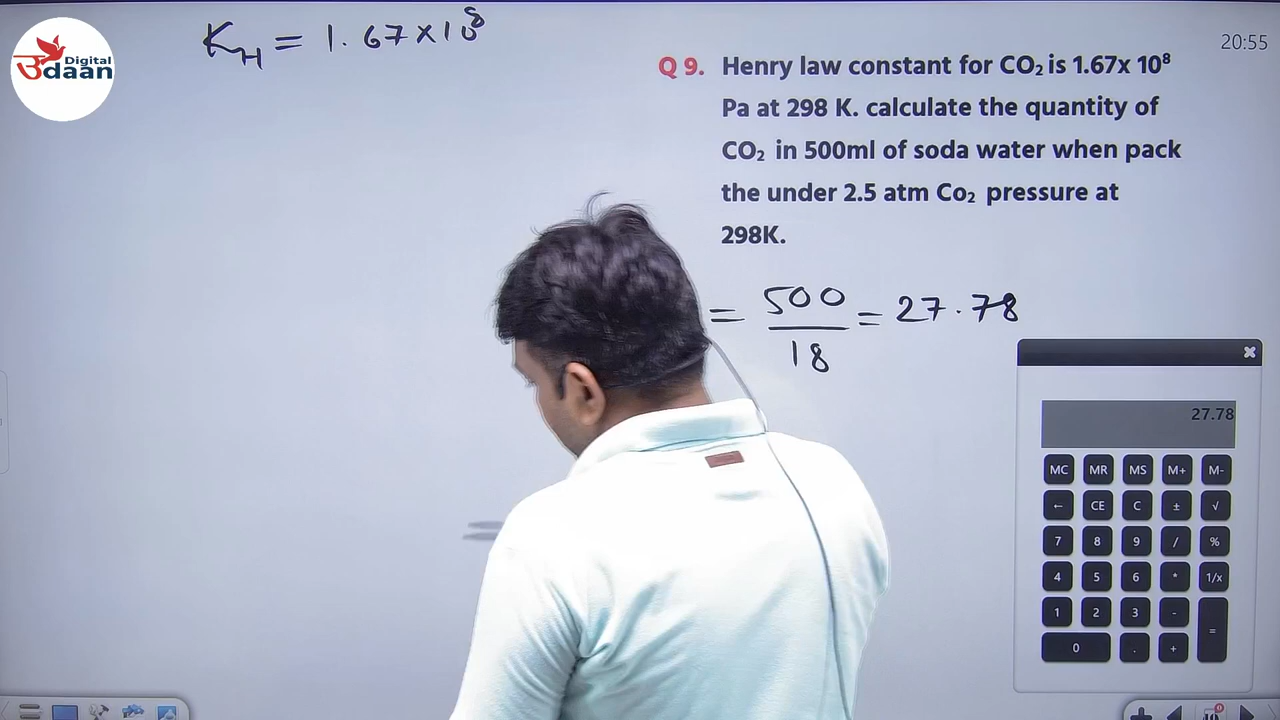 Digital
उdaan
K_H = 1.67×10⁸
20:55
Q 9. Henry law constant for CO₂ is 1.67x 10⁸
Pa at 298 K. calculate the quantity of
CO₂ in 500ml of soda water when pack
the under 2.5 atm Co₂ pressure at
298K.
= 500/18 = 27.78
27.78
MC MR MS M+ M-
← CE C ± √
7 8 9 / %
4 5 6 * 1/x
1 2 3 - =
0 . +